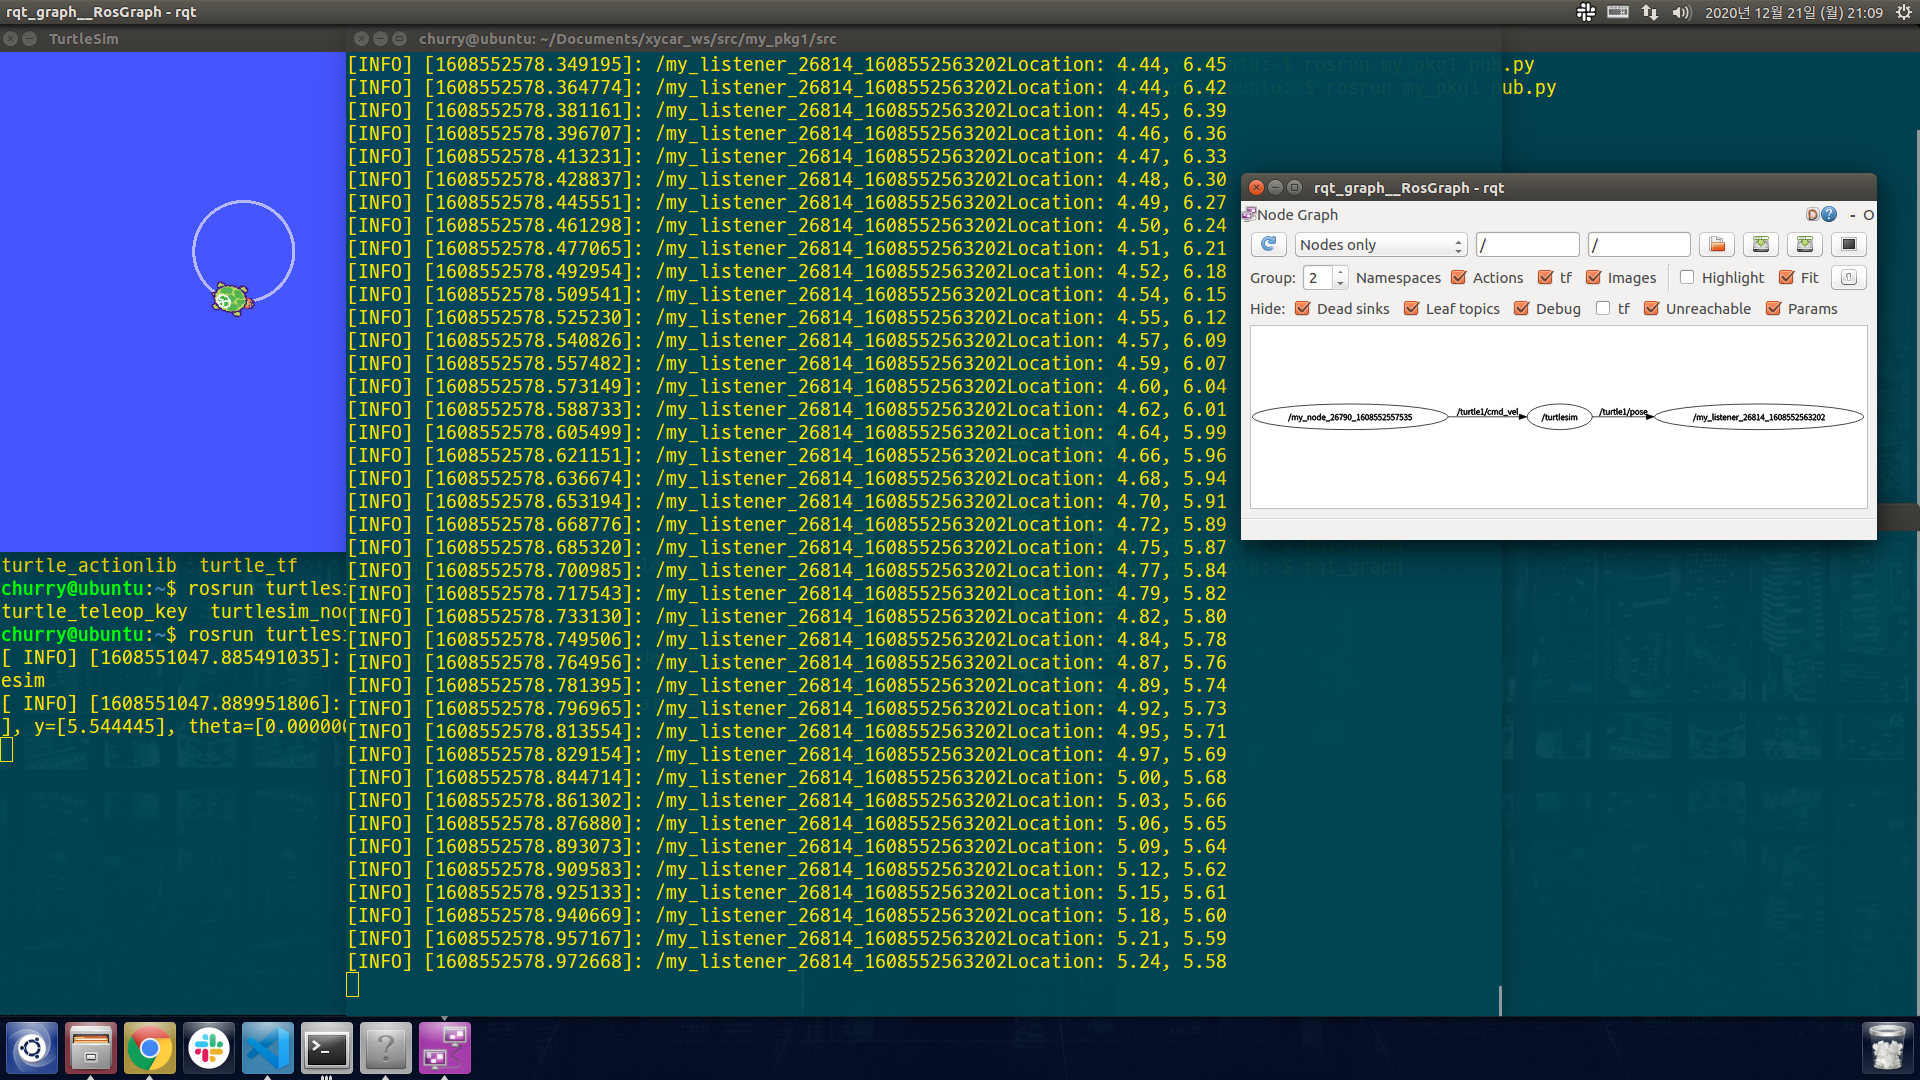 rqt_graph__RosGraph - rqt
2020년 12월 21일 (월) 21:09
TurtleSim
churry@ubuntu: ~/Documents/xycar_ws/src/my_pkg1/src
[INFO] [1608552578.349195]: /my_listener_26814_1608552563202Location: 4.44, 6.45
[INFO] [1608552578.364774]: /my_listener_26814_1608552563202Location: 4.44, 6.42
[INFO] [1608552578.381161]: /my_listener_26814_1608552563202Location: 4.45, 6.39
[INFO] [1608552578.396707]: /my_listener_26814_1608552563202Location: 4.46, 6.36
[INFO] [1608552578.413231]: /my_listener_26814_1608552563202Location: 4.47, 6.33
[INFO] [1608552578.428837]: /my_listener_26814_1608552563202Location: 4.48, 6.30
[INFO] [1608552578.445551]: /my_listener_26814_1608552563202Location: 4.49, 6.27
[INFO] [1608552578.461298]: /my_listener_26814_1608552563202Location: 4.50, 6.24
[INFO] [1608552578.477065]: /my_listener_26814_1608552563202Location: 4.51, 6.21
[INFO] [1608552578.492954]: /my_listener_26814_1608552563202Location: 4.52, 6.18
[INFO] [1608552578.509541]: /my_listener_26814_1608552563202Location: 4.54, 6.15
[INFO] [1608552578.525230]: /my_listener_26814_1608552563202Location: 4.55, 6.12
[INFO] [1608552578.540826]: /my_listener_26814_1608552563202Location: 4.57, 6.09
[INFO] [1608552578.557482]: /my_listener_26814_1608552563202Location: 4.59, 6.07
[INFO] [1608552578.573149]: /my_listener_26814_1608552563202Location: 4.60, 6.04
[INFO] [1608552578.588733]: /my_listener_26814_1608552563202Location: 4.62, 6.01
[INFO] [1608552578.605499]: /my_listener_26814_1608552563202Location: 4.64, 5.99
[INFO] [1608552578.621151]: /my_listener_26814_1608552563202Location: 4.66, 5.96
[INFO] [1608552578.636674]: /my_listener_26814_1608552563202Location: 4.68, 5.94
[INFO] [1608552578.653194]: /my_listener_26814_1608552563202Location: 4.70, 5.91
[INFO] [1608552578.668776]: /my_listener_26814_1608552563202Location: 4.72, 5.89
[INFO] [1608552578.685320]: /my_listener_26814_1608552563202Location: 4.75, 5.87
[INFO] [1608552578.700985]: /my_listener_26814_1608552563202Location: 4.77, 5.84
[INFO] [1608552578.717543]: /my_listener_26814_1608552563202Location: 4.79, 5.82
[INFO] [1608552578.733130]: /my_listener_26814_1608552563202Location: 4.82, 5.80
[INFO] [1608552578.749506]: /my_listener_26814_1608552563202Location: 4.84, 5.78
[INFO] [1608552578.764956]: /my_listener_26814_1608552563202Location: 4.87, 5.76
[INFO] [1608552578.781395]: /my_listener_26814_1608552563202Location: 4.89, 5.74
[INFO] [1608552578.796965]: /my_listener_26814_1608552563202Location: 4.92, 5.73
[INFO] [1608552578.813554]: /my_listener_26814_1608552563202Location: 4.95, 5.71
[INFO] [1608552578.829154]: /my_listener_26814_1608552563202Location: 4.97, 5.69
[INFO] [1608552578.844714]: /my_listener_26814_1608552563202Location: 5.00, 5.68
[INFO] [1608552578.861302]: /my_listener_26814_1608552563202Location: 5.03, 5.66
[INFO] [1608552578.876880]: /my_listener_26814_1608552563202Location: 5.06, 5.65
[INFO] [1608552578.893073]: /my_listener_26814_1608552563202Location: 5.09, 5.64
[INFO] [1608552578.909583]: /my_listener_26814_1608552563202Location: 5.12, 5.62
[INFO] [1608552578.925133]: /my_listener_26814_1608552563202Location: 5.15, 5.61
[INFO] [1608552578.940669]: /my_listener_26814_1608552563202Location: 5.18, 5.60
[INFO] [1608552578.957167]: /my_listener_26814_1608552563202Location: 5.21, 5.59
[INFO] [1608552578.972668]: /my_listener_26814_1608552563202Location: 5.24, 5.58
$ rosrun my_pkg1 pub.py
$ rosrun my_pkg1 pub.py
$ rqt_graph
rqt_graph__RosGraph - rqt
Node Graph
D ? - O
Nodes only / /
Group: 2 Namespaces Actions tf Images Highlight Fit
Hide: Dead sinks Leaf topics Debug tf Unreachable Params
/my_node_26790_1608552557535 /turtle1/cmd_vel /turtlesim /turtle1/pose /my_listener_26814_1608552563202
turtle_actionlib turtle_tf
churry@ubuntu:~$ rosrun turtlesi
turtle_teleop_key turtlesim_nod
churry@ubuntu:~$ rosrun turtlesi
[ INFO] [1608551047.885491035]:
esim
[ INFO] [1608551047.889951806]:
], y=[5.544445], theta=[0.000000